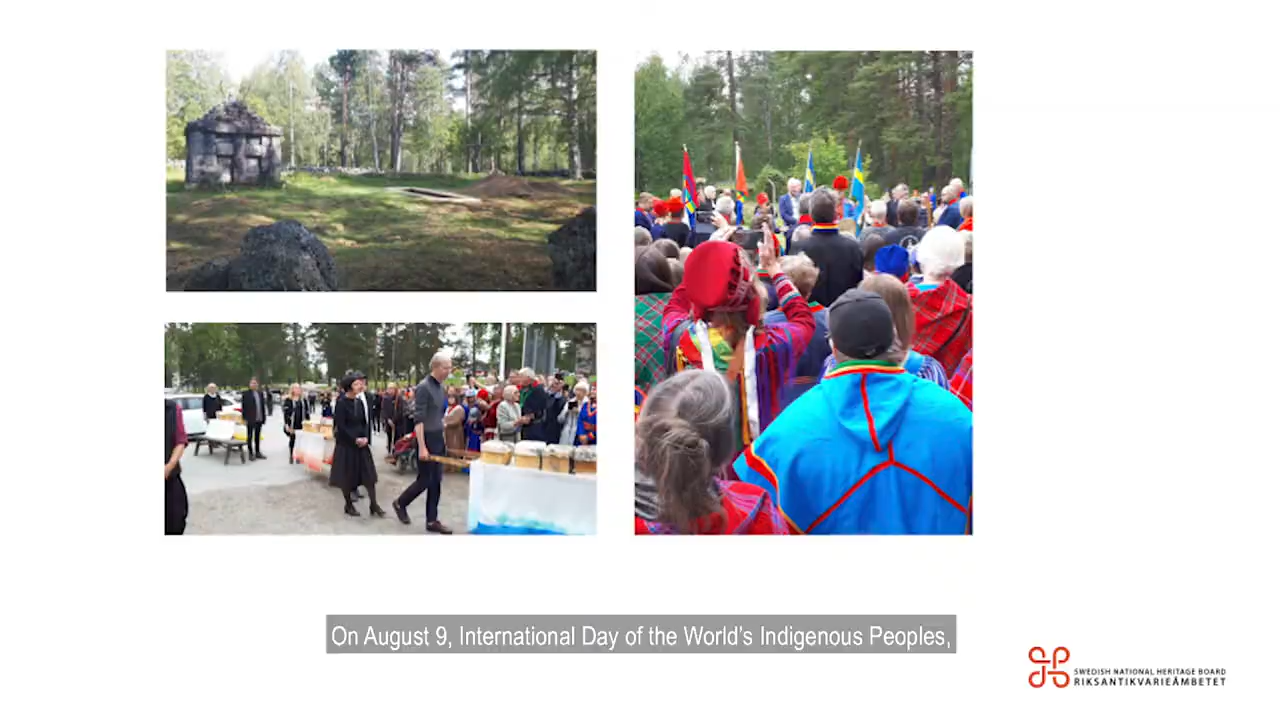 On August 9, International Day of the World's Indigenous Peoples,
SWEDISH NATIONAL HERITAGE BOARD
RIKSANTIKVARIEÄMBETET